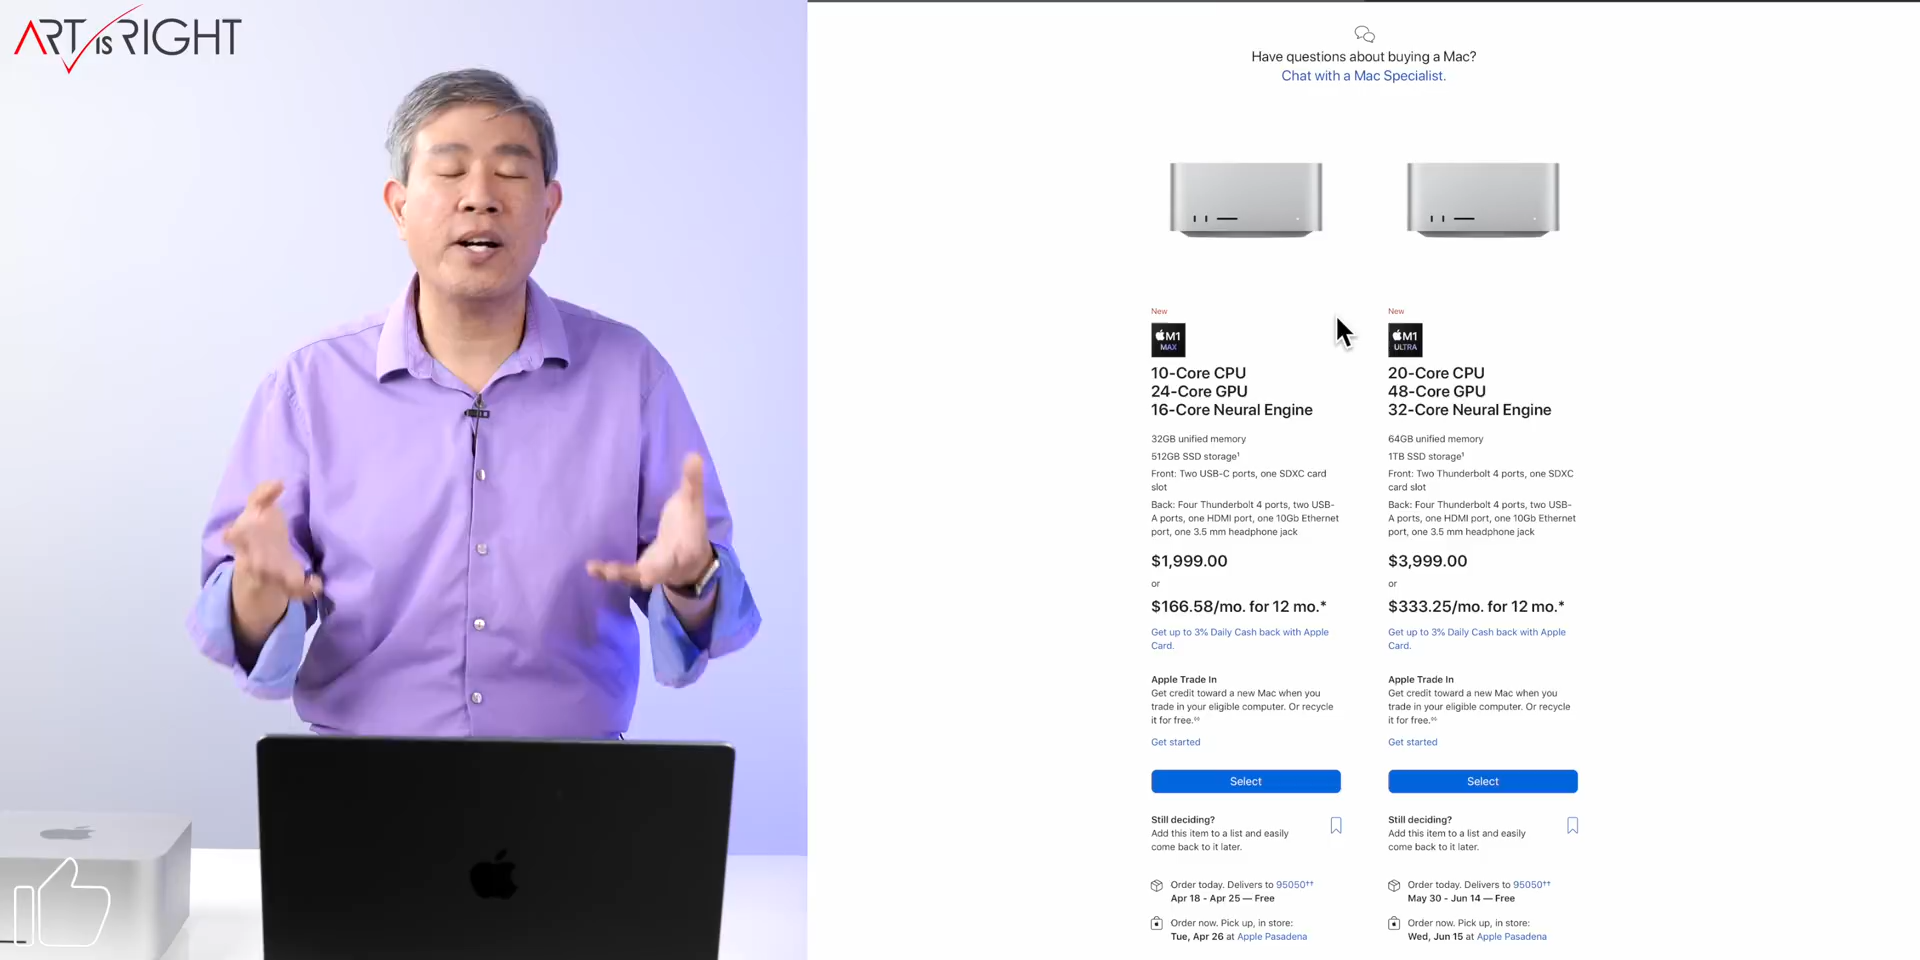 ART IS RIGHT
Have questions about buying a Mac?
Chat with a Mac Specialist.
New
M1
MAX
10-Core CPU
24-Core GPU
16-Core Neural Engine
32GB unified memory
512GB SSD storage¹
Front: Two USB-C ports, one SDXC card
slot
Back: Four Thunderbolt 4 ports, two USB-
A ports, one HDMI port, one 10Gb Ethernet
port, one 3.5 mm headphone jack
$1,999.00
or
$166.58/mo. for 12 mo.*
Get up to 3% Daily Cash back with Apple
Card.
Apple Trade In
Get credit toward a new Mac when you
trade in your eligible computer. Or recycle
it for free.°°
Get started
Select
Still deciding?
Add this item to a list and easily
come back to it later.
Order today. Delivers to 95050††
Apr 18 - Apr 25 — Free
Order now. Pick up, in store:
Tue, Apr 26 at Apple Pasadena
New
M1
ULTRA
20-Core CPU
48-Core GPU
32-Core Neural Engine
64GB unified memory
1TB SSD storage¹
Front: Two Thunderbolt 4 ports, one SDXC
card slot
Back: Four Thunderbolt 4 ports, two USB-
A ports, one HDMI port, one 10Gb Ethernet
port, one 3.5 mm headphone jack
$3,999.00
or
$333.25/mo. for 12 mo.*
Get up to 3% Daily Cash back with Apple
Card.
Apple Trade In
Get credit toward a new Mac when you
trade in your eligible computer. Or recycle
it for free.°°
Get started
Select
Still deciding?
Add this item to a list and easily
come back to it later.
Order today. Delivers to 95050††
May 30 - Jun 14 — Free
Order now. Pick up, in store:
Wed, Jun 15 at Apple Pasadena